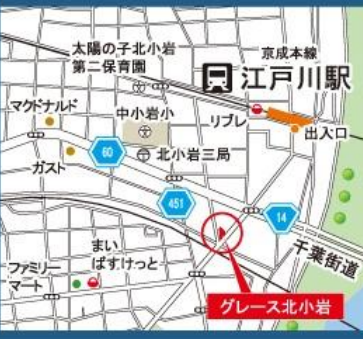 太陽の子北小岩
第二保育園
京成本線
江戸川駅
マクドナルド
中小岩小
リブレ
出入口
60
北小岩三局
ガスト
451
14
千葉街道
まい
ばすけっと
ファミリー
マート
グレース北小岩